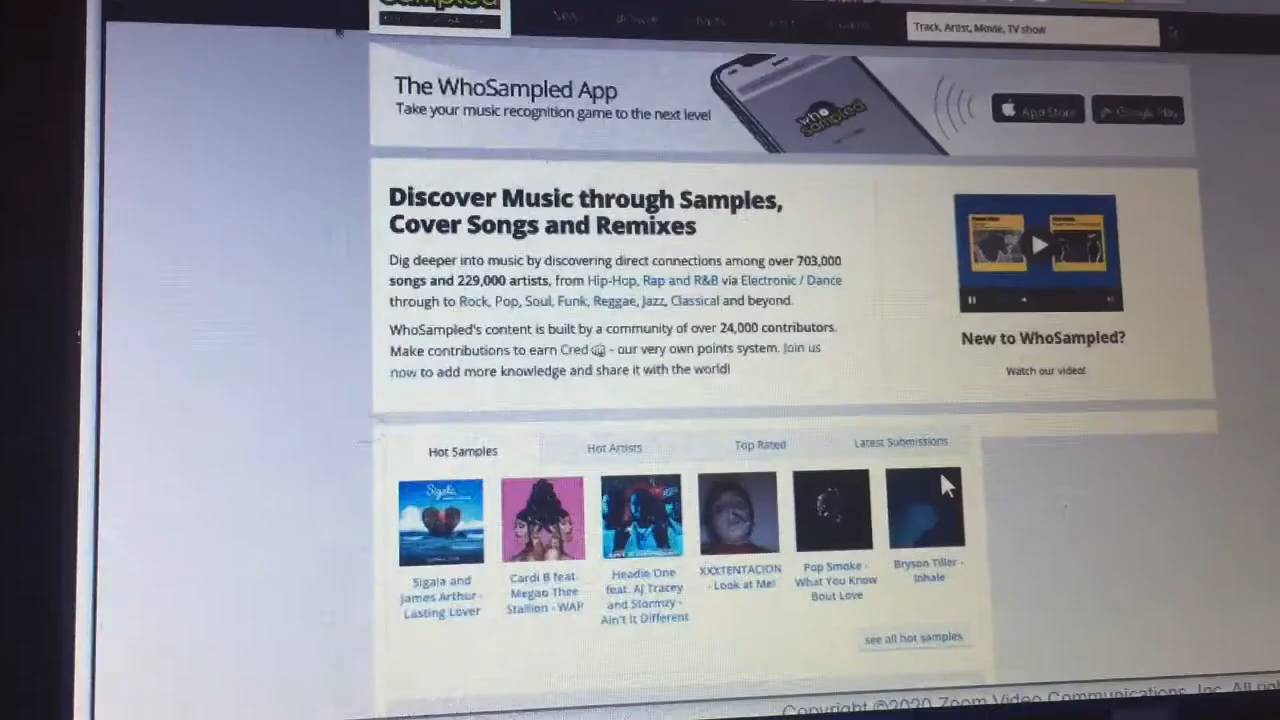 sampled
Track, Artist, Movie, TV show
The WhoSampled App
Take your music recognition game to the next level
who
sampled
App Store
Google Play
Discover Music through Samples,
Cover Songs and Remixes
Dig deeper into music by discovering direct connections among over 703,000
songs and 229,000 artists, from Hip-Hop, Rap and R&B via Electronic / Dance
through to Rock, Pop, Soul, Funk, Reggae, Jazz, Classical and beyond.
WhoSampled's content is built by a community of over 24,000 contributors.
Make contributions to earn Cred - our very own points system. Join us
now to add more knowledge and share it with the world!
New to WhoSampled?
Watch our video!
Hot Samples
Hot Artists
Top Rated
Latest Submissions
Sigala
Sigala and
James Arthur -
Lasting Lover
Cardi B feat.
Megan Thee
Stallion - WAP
Headie One
feat. AJ Tracey
and Stormzy -
Ain't It Different
XXXTENTACION
- Look at Me!
Pop Smoke -
What You Know
Bout Love
Bryson Tiller -
Inhale
see all hot samples
Copyright ©2020 Zoom Video Communications, Inc. All rig